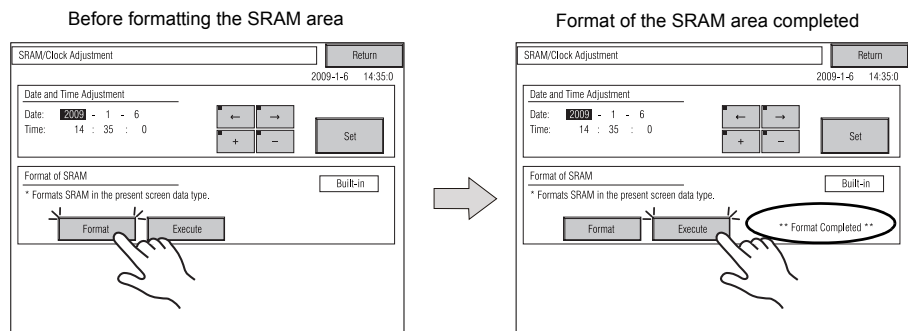 Before formatting the SRAM area
SRAM/Clock Adjustment
Return
2009-1-6 14:35:0
Date and Time Adjustment
Date: 2009 - 1 - 6
Time: 14 : 35 : 0
← →
+ −
Set
Format of SRAM
Built-in
* Formats SRAM in the present screen data type.
Format
Execute
Format of the SRAM area completed
SRAM/Clock Adjustment
Return
2009-1-6 14:35:0
Date and Time Adjustment
Date: 2009 - 1 - 6
Time: 14 : 35 : 0
← →
+ −
Set
Format of SRAM
Built-in
* Formats SRAM in the present screen data type.
Format
Execute
** Format Completed **